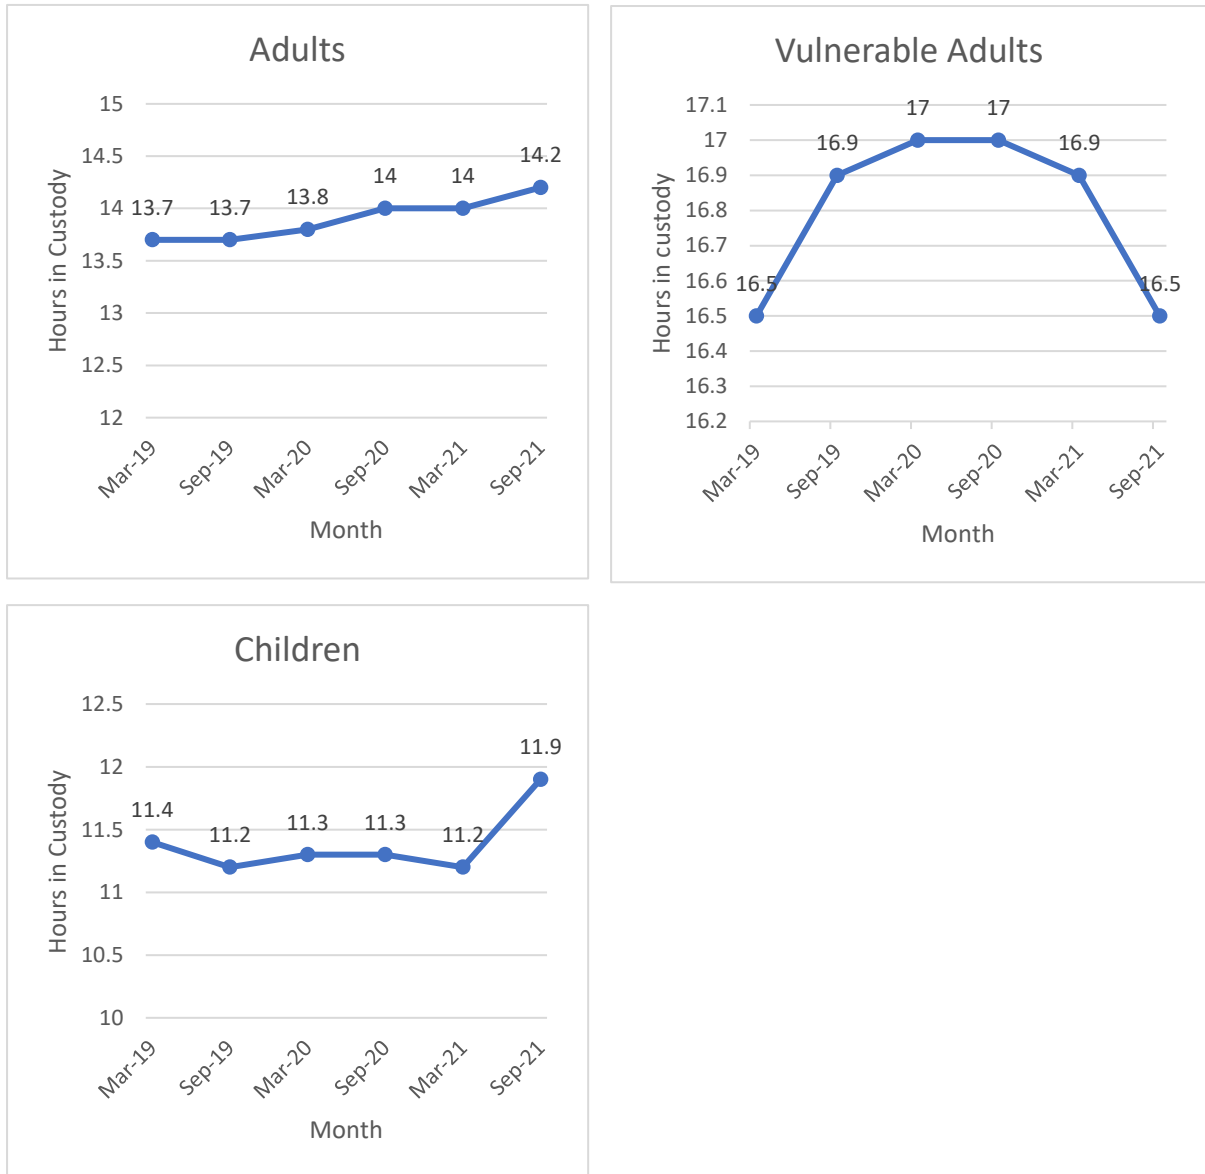 Adults
15
14.5
14
13.5
13
12.5
12
Hours in Custody
13.7
13.7
13.8
14
14
14.2
Mar-19
Sep-19
Mar-20
Sep-20
Mar-21
Sep-21
Month
Vulnerable Adults
17.1
17
16.9
16.8
16.7
16.6
16.5
16.4
16.3
16.2
Hours in custody
16.5
16.9
17
17
16.9
16.5
Mar-19
Sep-19
Mar-20
Sep-20
Mar-21
Sep-21
Month
Children
12.5
12
11.5
11
10.5
10
Hours in Custody
11.4
11.2
11.3
11.3
11.2
11.9
Mar-19
Sep-19
Mar-20
Sep-20
Mar-21
Sep-21
Month